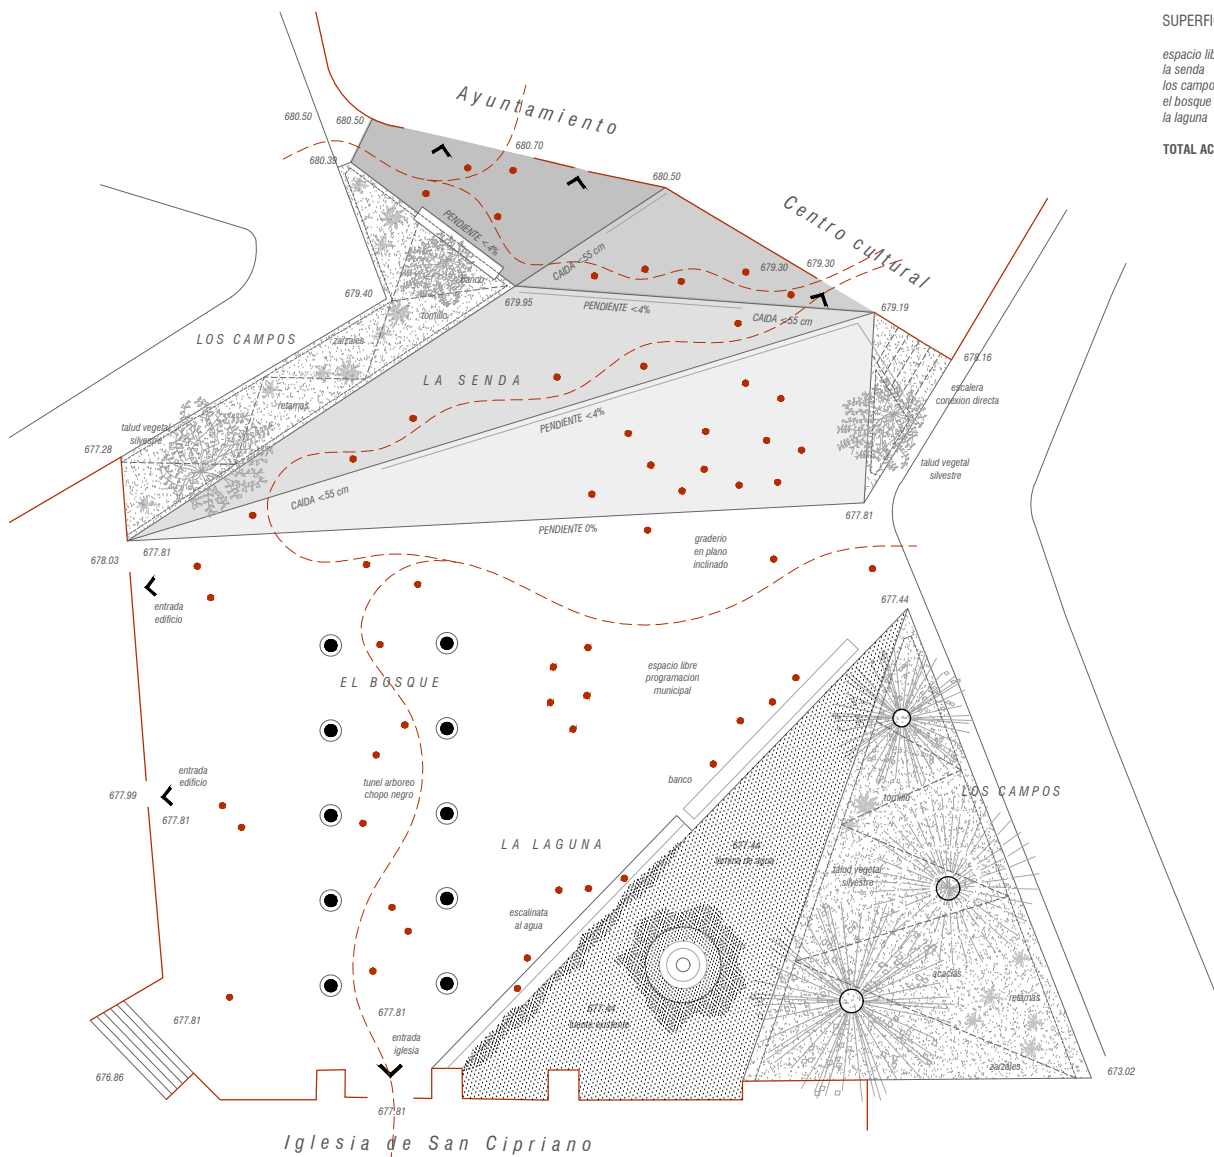 SUPERFI
espacio lib
la senda
los campo
el bosque
la laguna
TOTAL AC
Ayuntamiento
680.50
680.50
680.70
680.39
680.50
Centro cultural
PENDIENTE <4%
CAIDA <55 cm
679.30
679.30
banco
679.40
679.95
PENDIENTE <4%
CAIDA <55 cm
679.19
tomillo
LOS CAMPOS
zarzales
678.16
LA SENDA
escalera
conexion directa
retamas
PENDIENTE <4%
talud vegetal
silvestre
677.28
talud vegetal
silvestre
CAIDA <55 cm
677.81
PENDIENTE 0%
graderio
en plano
inclinado
677.81
678.03
entrada
edificio
677.44
espacio libre
programacion
municipal
EL BOSQUE
entrada
edificio
677.99
677.81
tunel arboreo
chopo negro
banco
LOS CAMPOS
tomillo
LA LAGUNA
677.44
lamina de agua
talud vegetal
silvestre
escalinata
al agua
acacias
retamas
677.44
fuente existente
677.81
677.81
entrada
iglesia
676.86
zarzales
673.02
677.81
Iglesia de San Cipriano